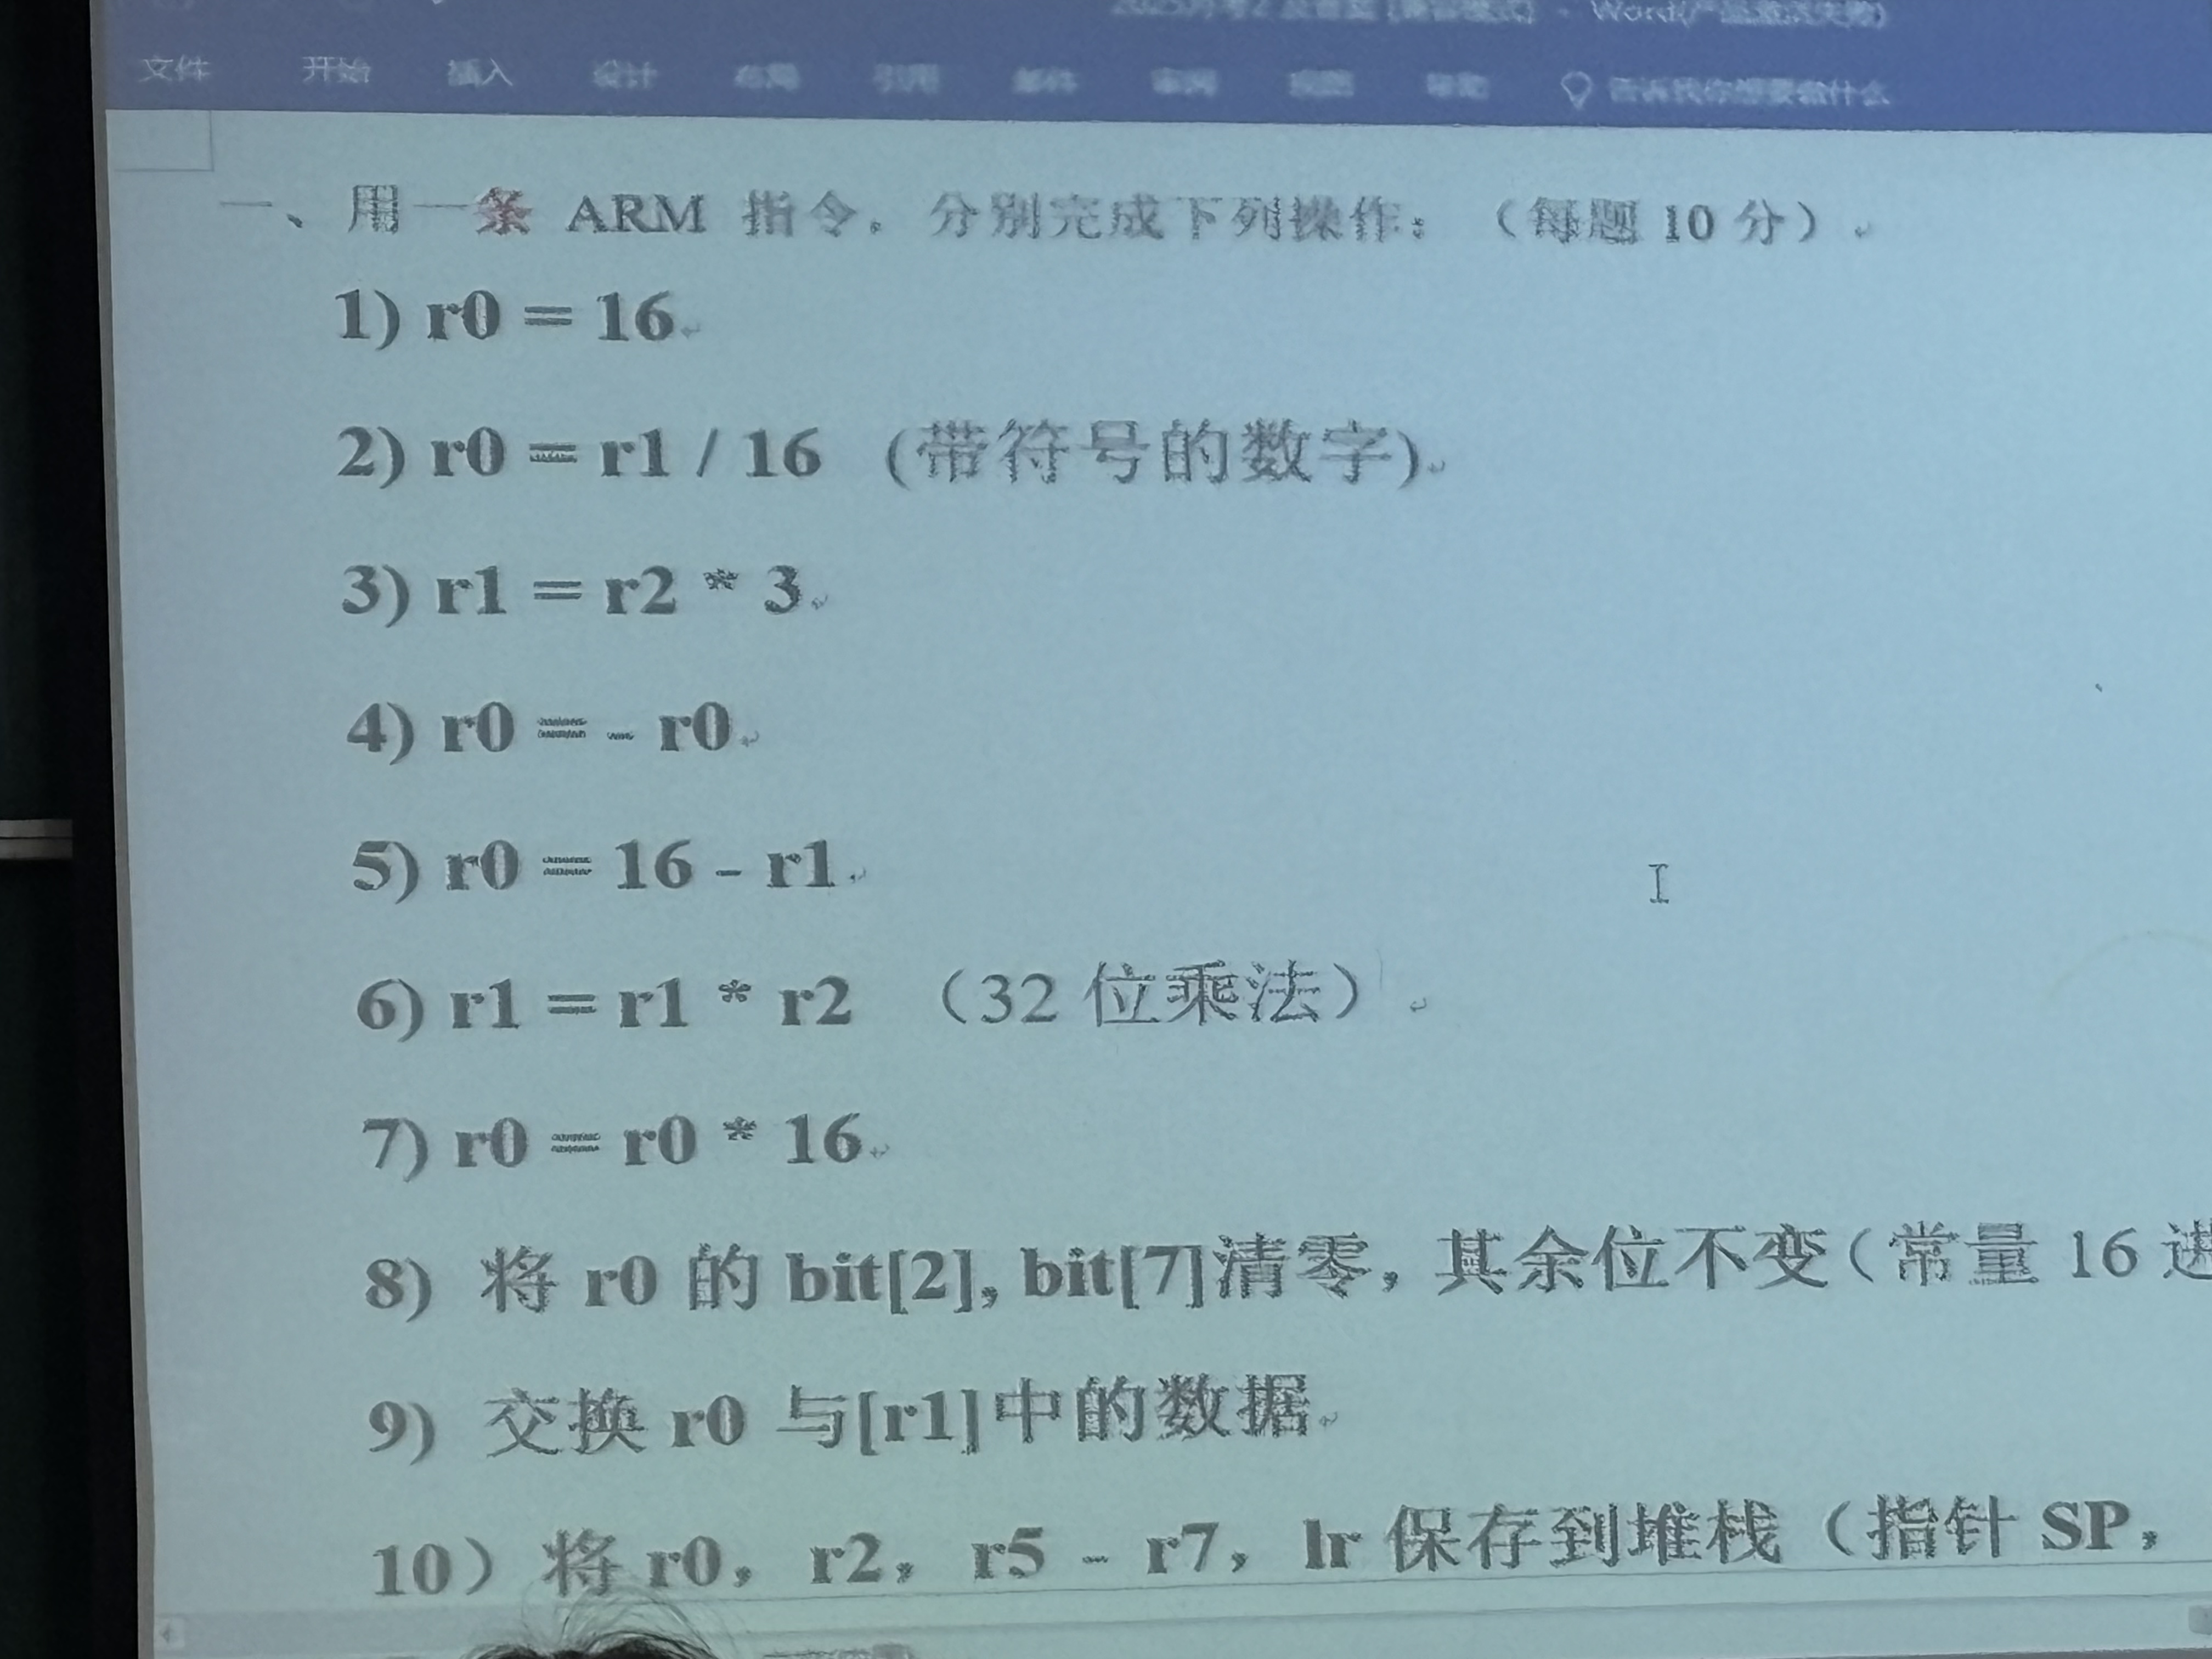 Word(产品激活失败)
文件 开始 插入 设计 布局 引用 邮件 审阅 视图 帮助 告诉我你想要做什么
一、用一条 ARM 指令，分别完成下列操作：（每题 10 分）
1) r0 = 16
2) r0 = r1 / 16 (带符号的数字)
3) r1 = r2 * 3
4) r0 = - r0
5) r0 = 16 - r1
6) r1 = r1 * r2 （32 位乘法）
7) r0 = r0 * 16
8) 将 r0 的 bit[2], bit[7]清零，其余位不变（常量 16 进
9) 交换 r0 与[r1]中的数据
10）将 r0，r2，r5 - r7，lr 保存到堆栈（指针 SP，